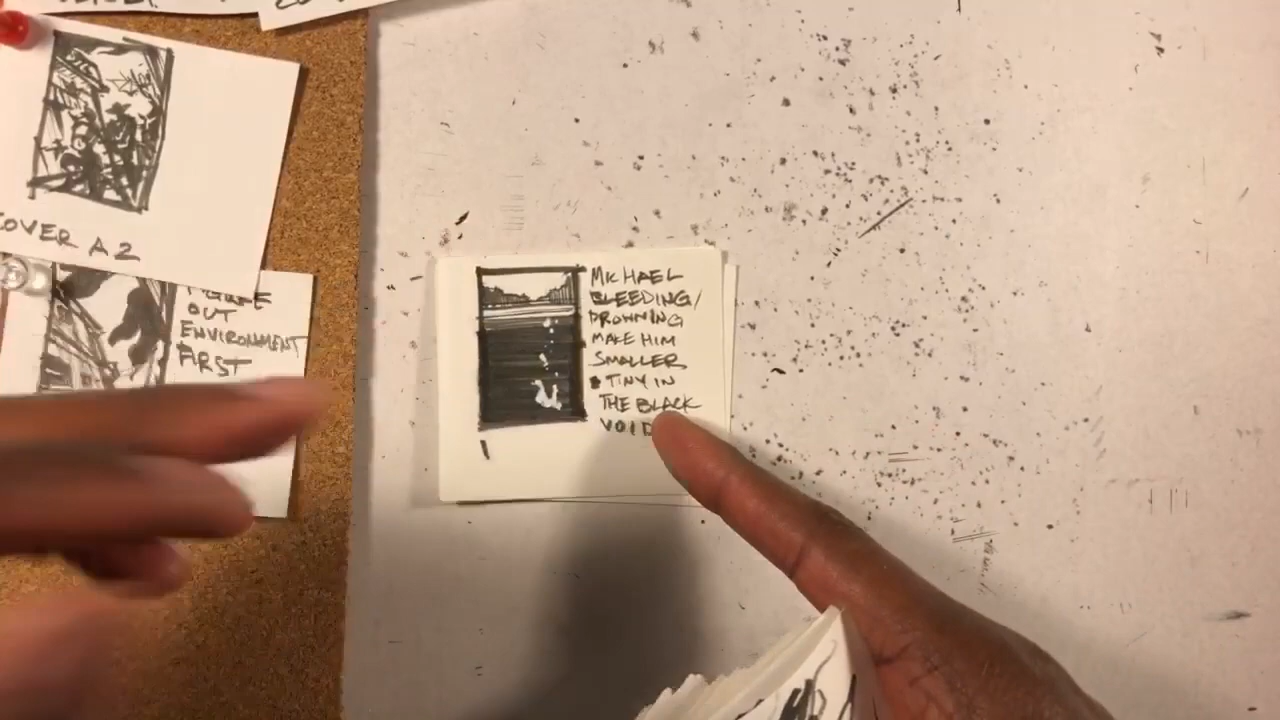 COVER A2
OUT
ENVIRONMENT
FIRST
MICHAEL
BLEEDING/
DROWNING
MAKE HIM
SMALLER
TINY IN
THE BLACK
VOID